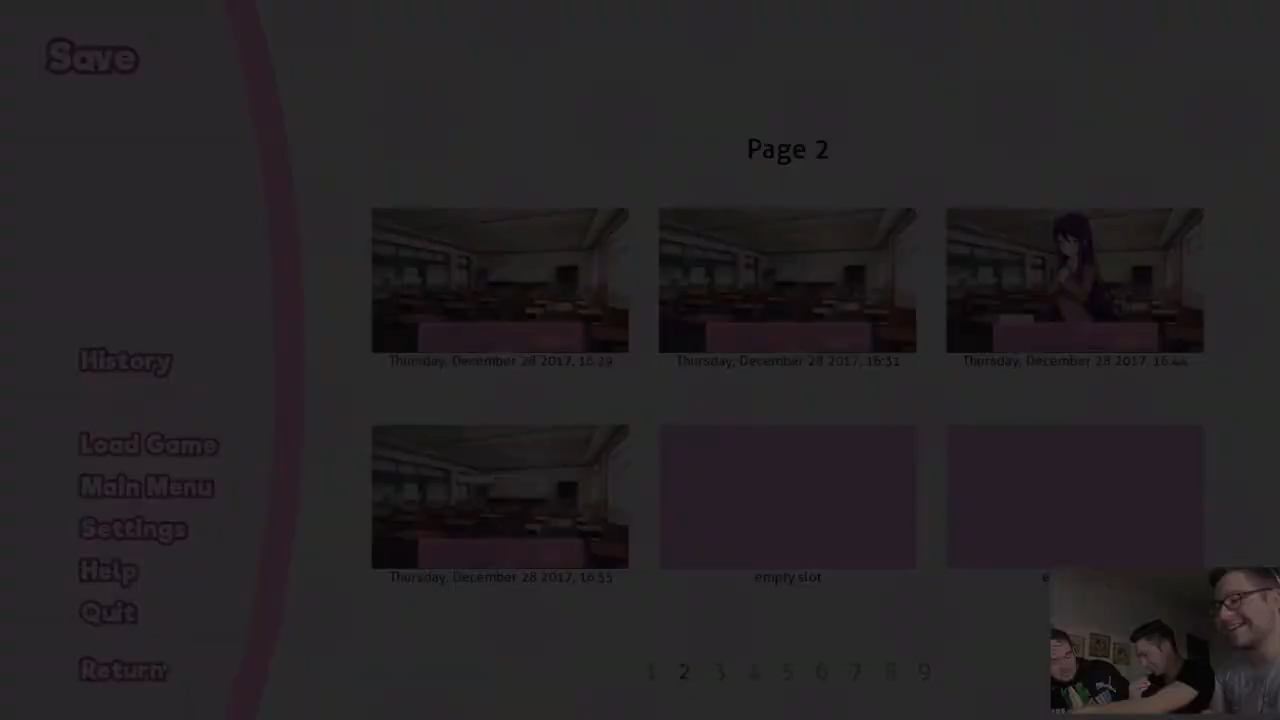 Save
Page 2
Thursday, December 28 2017, 16:29
Thursday, December 28 2017, 16:31
Thursday, December 28 2017, 16:44
History
Load Game
Main Menu
Settings
Help
Quit
Return
Thursday, December 28 2017, 16:55
empty slot
1 2 3 4 5 6 7 8 9